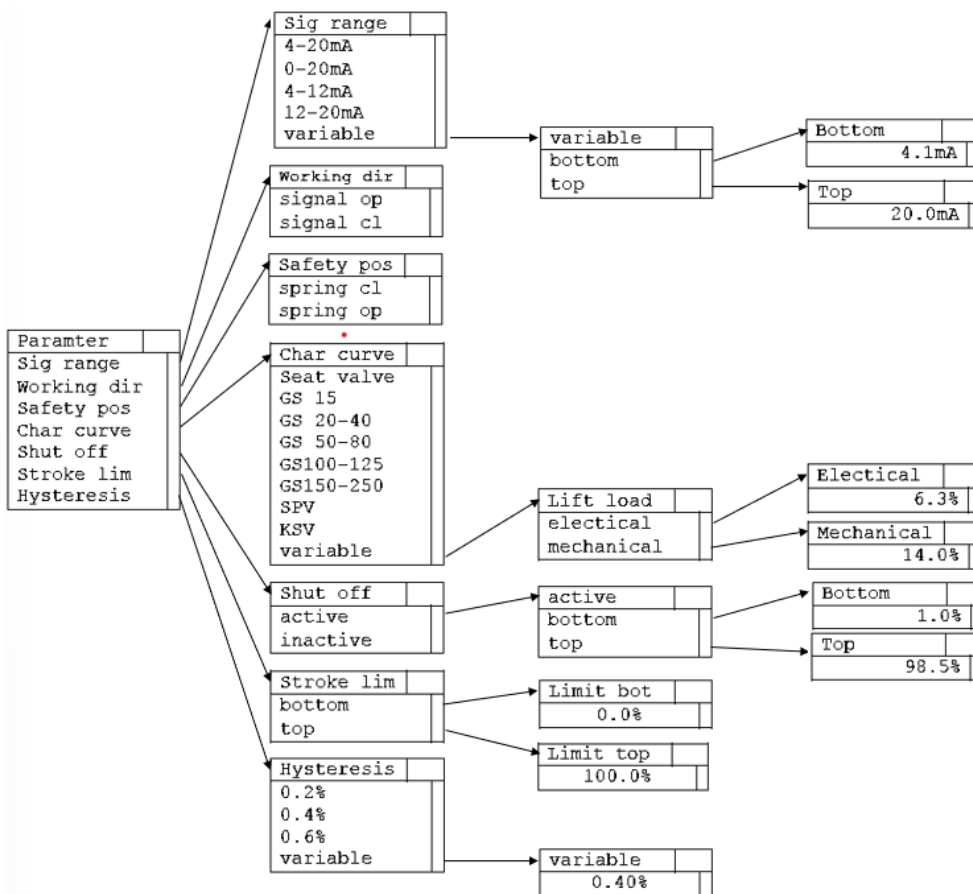 Paramter
Sig range
Working dir
Safety pos
Char curve
Shut off
Stroke lim
Hysteresis
Sig range
4-20mA
0-20mA
4-12mA
12-20mA
variable
variable
bottom
top
Bottom
4.1mA
Top
20.0mA
Working dir
signal op
signal cl
Safety pos
spring cl
spring op
Char curve
Seat valve
GS 15
GS 20-40
GS 50-80
GS100-125
GS150-250
SPV
KSV
variable
Lift load
electical
mechanical
Electical
6.3%
Mechanical
14.0%
Shut off
active
inactive
active
bottom
top
Bottom
1.0%
Top
98.5%
Stroke lim
bottom
top
Limit bot
0.0%
Limit top
100.0%
Hysteresis
0.2%
0.4%
0.6%
variable
variable
0.40%